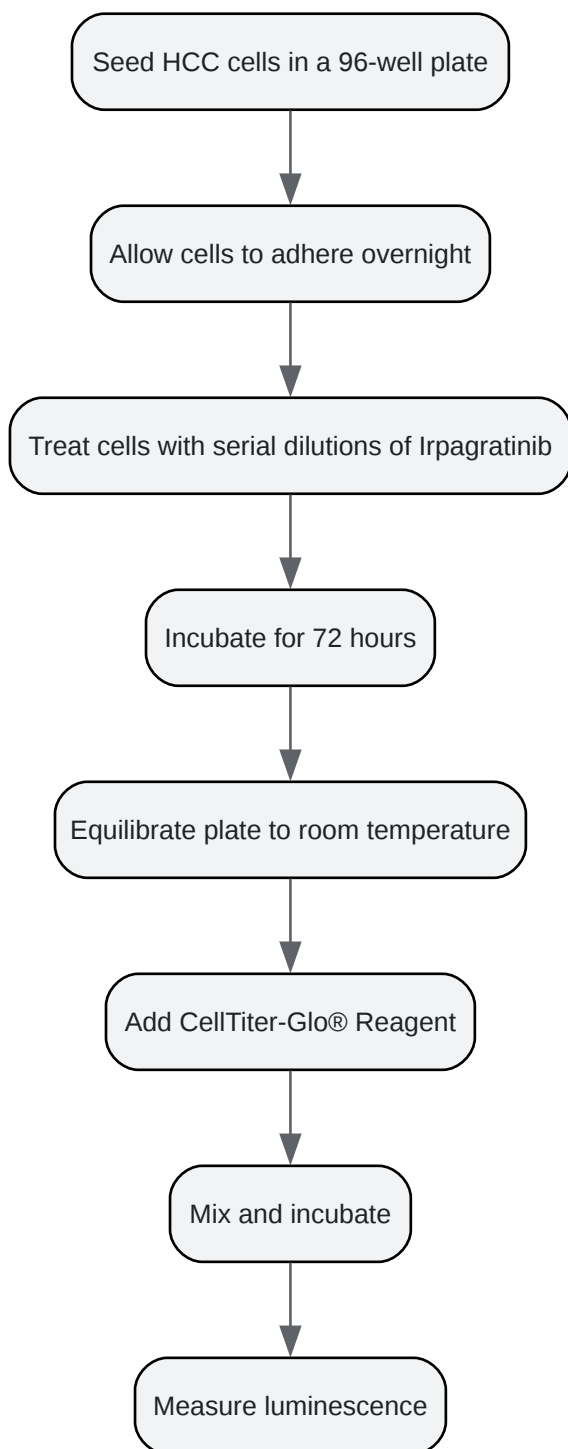 Seed HCC cells in a 96-well plate
Allow cells to adhere overnight
Treat cells with serial dilutions of Irpagratinib
Incubate for 72 hours
Equilibrate plate to room temperature
Add CellTiter-Glo® Reagent
Mix and incubate
Measure luminescence